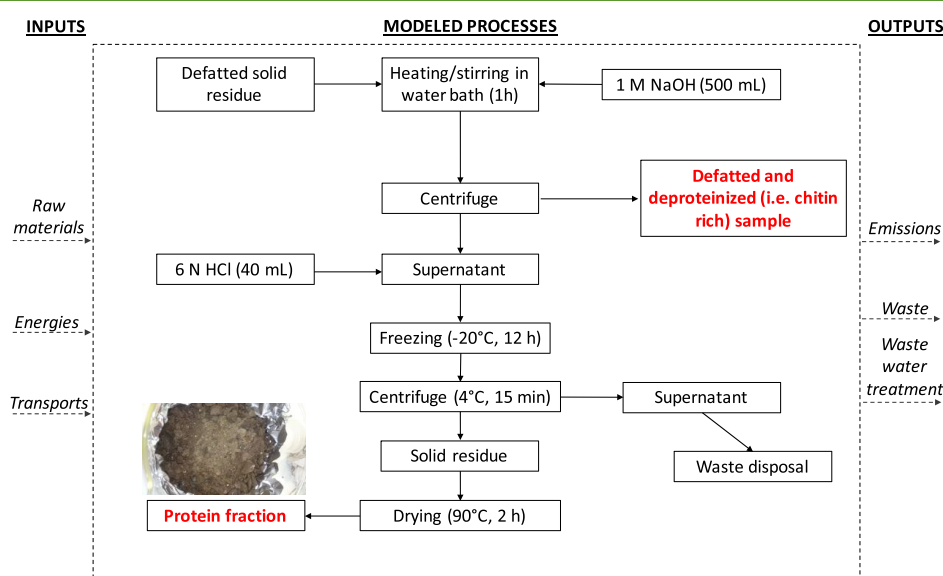 INPUTS
MODELED PROCESSES
OUTPUTS
Defatted solid
residue
Heating/stirring in
water bath (1h)
1 M NaOH (500 mL)
Centrifuge
Defatted and
deproteinized (i.e. chitin
rich) sample
Raw
materials
Emissions
6 N HCl (40 mL)
Supernatant
Energies
Freezing (-20°C, 12 h)
Waste
Waste
water
treatment
Transports
Centrifuge (4°C, 15 min)
Supernatant
Solid residue
Waste disposal
Protein fraction
Drying (90°C, 2 h)